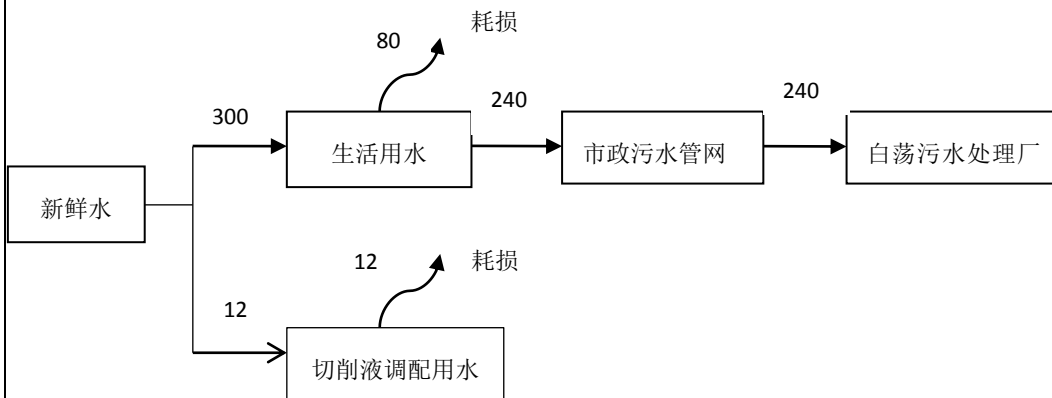 耗损
80
300
240
240
生活用水
市政污水管网
白荡污水处理厂
新鲜水
耗损
12
12
切削液调配用水